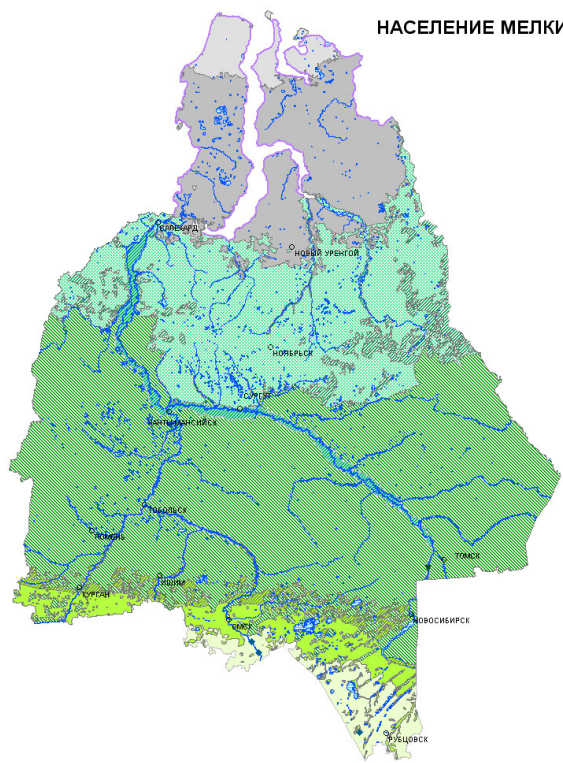 НАСЕЛЕНИЕ МЕЛКИ
САЛЕХАРД
НОВЫЙ УРЕНГОЙ
НОЯБРЬСК
СУРГУТ
ХАНТЫ-МАНСИЙСК
ТОБОЛЬСК
ТЮМЕНЬ
ТОМСК
ИШИМ
КУРГАН
НОВОСИБИРСК
ОМСК
РУБЦОВСК